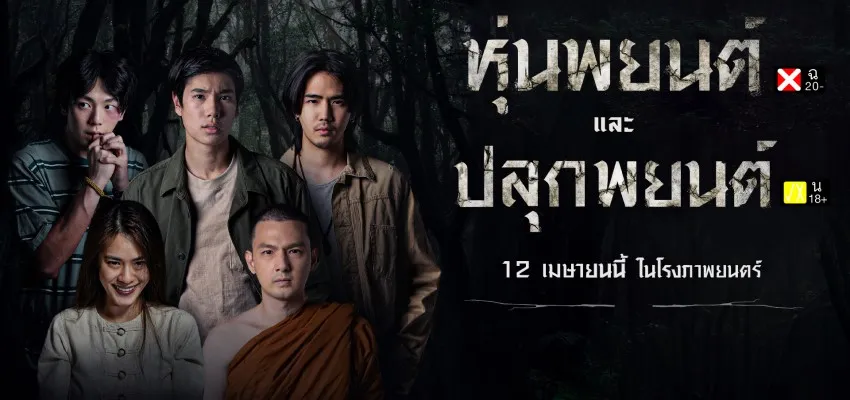 หุ่นพยนต์ ฉ 20-
และ
ปลุกพยนต์ น 18+
12 เมษายนนี้ ในโรงภาพยนตร์